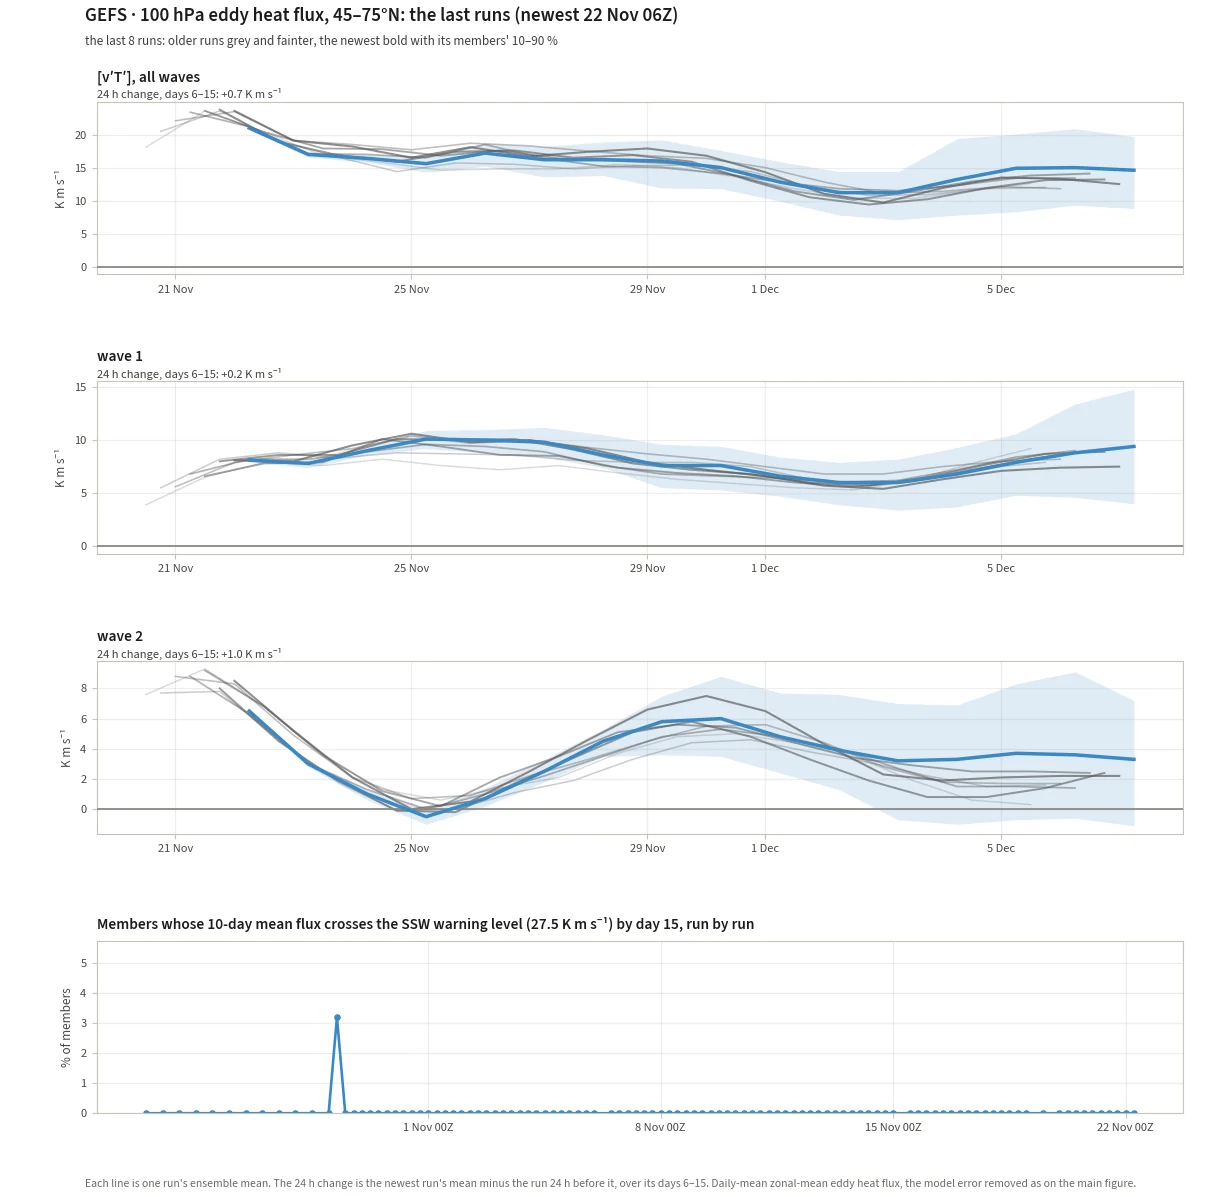 GEFS · 100 hPa eddy heat flux, 45–75°N: the last runs (newest 22 Nov 06Z)
the last 8 runs: older runs grey and fainter, the newest bold with its members' 10–90 %
[v′T′], all waves
24 h change, days 6–15: +0.7 K m s⁻¹
20
15
10
5
0
K m s⁻¹
21 Nov
25 Nov
29 Nov
1 Dec
5 Dec
wave 1
24 h change, days 6–15: +0.2 K m s⁻¹
15
10
5
0
K m s⁻¹
21 Nov
25 Nov
29 Nov
1 Dec
5 Dec
wave 2
24 h change, days 6–15: +1.0 K m s⁻¹
8
6
4
2
0
K m s⁻¹
21 Nov
25 Nov
29 Nov
1 Dec
5 Dec
Members whose 10-day mean flux crosses the SSW warning level (27.5 K m s⁻¹) by day 15, run by run
5
4
3
2
1
0
% of members
1 Nov 00Z
8 Nov 00Z
15 Nov 00Z
22 Nov 00Z
Each line is one run's ensemble mean. The 24 h change is the newest run's mean minus the run 24 h before it, over its days 6–15. Daily-mean zonal-mean eddy heat flux, the model error removed as on the main figure.